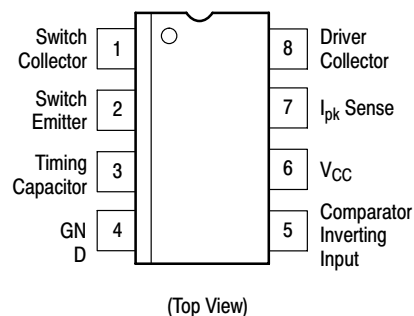 Switch
Collector
1
8
Driver
Collector
Switch
Emitter
2
7
Ipk Sense
Timing
Capacitor
3
6
VCC
GN
D
4
5
Comparator
Inverting
Input
(Top View)